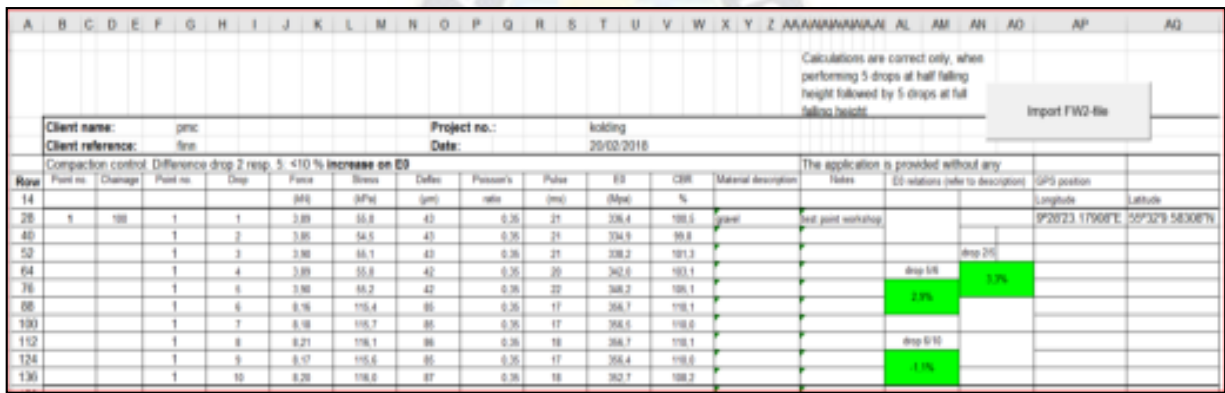 A B C D E F G H I J K L M N O P Q R S T U V W X Y Z AL AM AN AO AP AQ
Calculations are correct only, when
performing 5 drops at half falling
height followed by 5 drops at full
falling height
Import FW2-file
Client name: pmc Project no.: kolding
Client reference: finn Date: 20/02/2018
Compaction control: Difference drop 2 resp. 5: <10 % increase on E0 The application is provided without any
Row Point no. Chainage Point no. Drop Force Stress Deflex Poisson's Pulse E0 CBR Material description Notes E0 relations (refer to description) GPS position
14 (kN) (kPa) (µm) ratio (ms) (Mpa) % Longitude Latitude
28 1 100 1 1 3,89 55,0 43 0,35 21 336,4 100,5 gravel test point workshop 9°28'23.17908"E 55°32'9.58308"N
40 1 2 3,85 54,5 43 0,35 21 334,9 99,8
52 1 3 3,90 55,1 43 0,35 21 338,2 101,3 drop 2/5
64 1 4 3,89 55,0 42 0,35 20 342,0 103,1 drop 5/6 3,3%
76 1 5 3,90 55,2 42 0,35 22 346,2 105,1 2,9%
88 1 6 8,16 115,4 85 0,35 17 356,7 110,1
100 1 7 8,18 115,7 85 0,35 17 356,5 110,0
112 1 8 8,21 116,1 86 0,35 18 356,7 110,1 drop 6/10
124 1 9 8,17 115,6 85 0,35 17 356,4 110,0
136 1 10 8,20 116,0 87 0,35 18 352,7 108,2 -1,1%